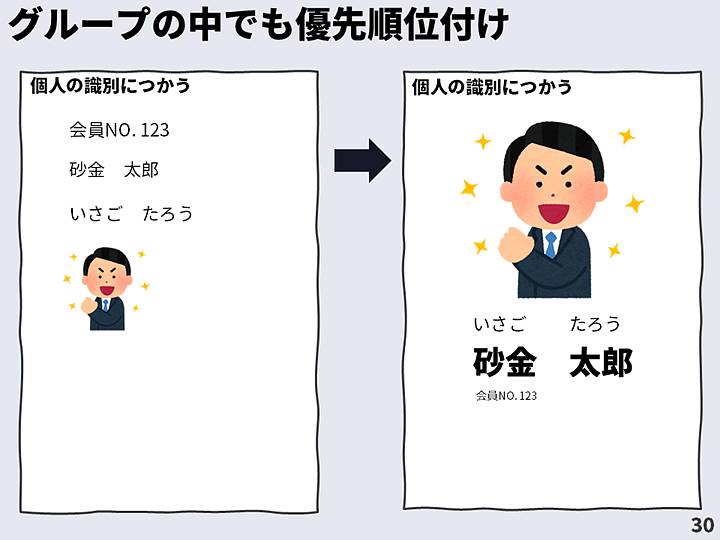 グループの中でも優先順位付け
個人の識別につかう
会員NO. 123
砂金　太郎
いさご　たろう
個人の識別につかう
いさご　たろう
砂金　太郎
会員NO. 123
30